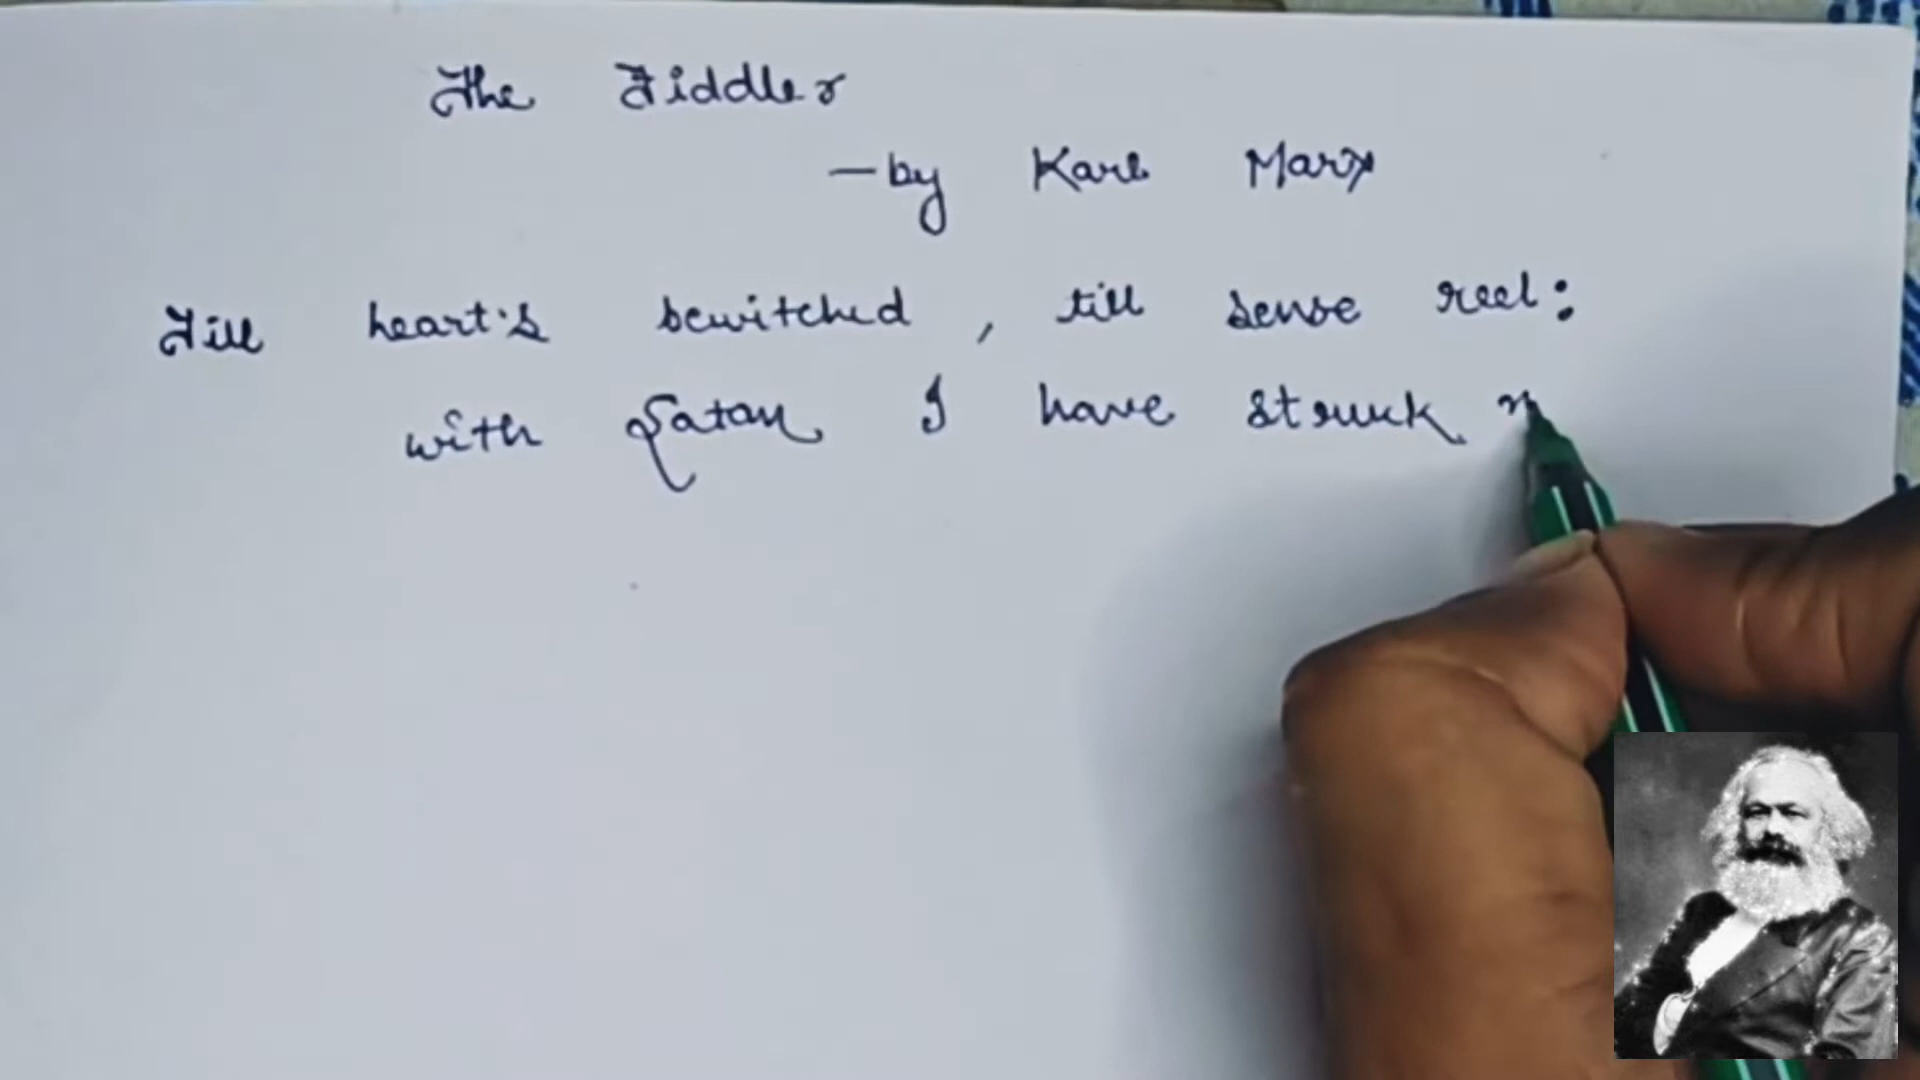 The Fiddler
- by Karl Marx
Till heart's bewitched, till sense reel:
with Satan I have struck